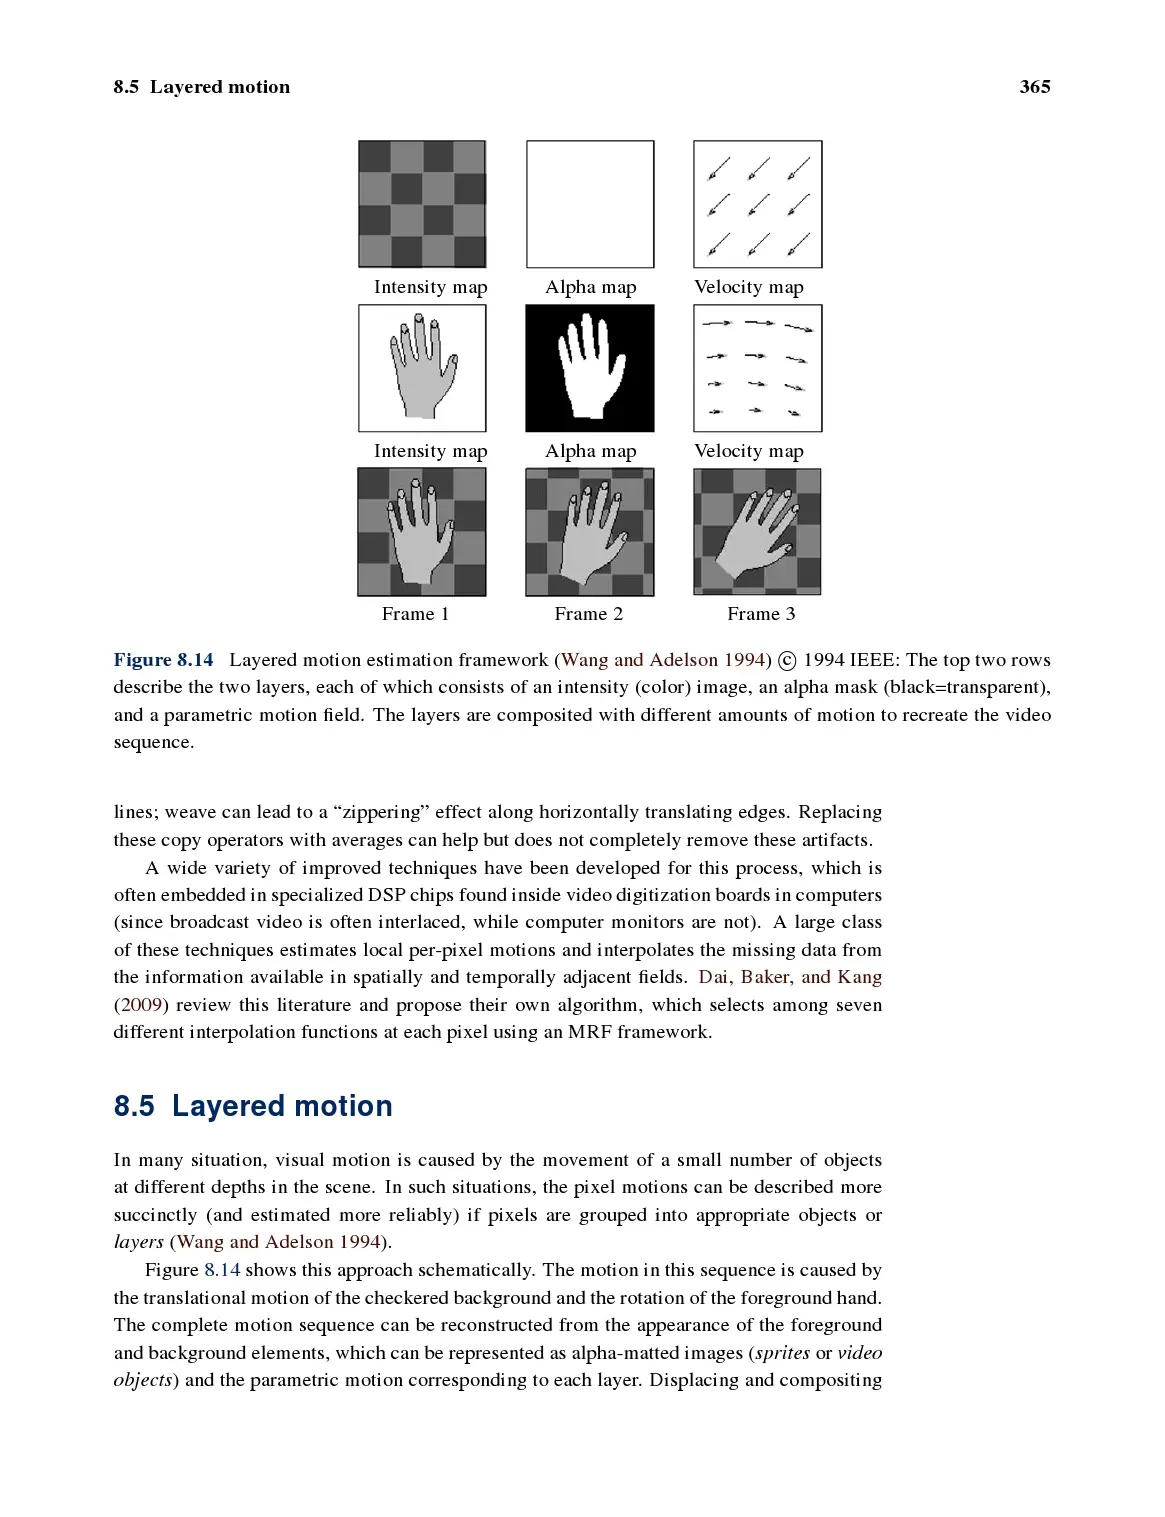 8.5 Layered motion 365
Intensity map Alpha map Velocity map
Intensity map Alpha map Velocity map
Frame 1 Frame 2 Frame 3
Figure 8.14 Layered motion estimation framework (Wang and Adelson 1994) © 1994 IEEE: The top two rows
describe the two layers, each of which consists of an intensity (color) image, an alpha mask (black=transparent),
and a parametric motion field. The layers are composited with different amounts of motion to recreate the video
sequence.
lines; weave can lead to a “zippering” effect along horizontally translating edges. Replacing
these copy operators with averages can help but does not completely remove these artifacts.
A wide variety of improved techniques have been developed for this process, which is
often embedded in specialized DSP chips found inside video digitization boards in computers
(since broadcast video is often interlaced, while computer monitors are not). A large class
of these techniques estimates local per-pixel motions and interpolates the missing data from
the information available in spatially and temporally adjacent fields. Dai, Baker, and Kang
(2009) review this literature and propose their own algorithm, which selects among seven
different interpolation functions at each pixel using an MRF framework.
8.5 Layered motion
In many situation, visual motion is caused by the movement of a small number of objects
at different depths in the scene. In such situations, the pixel motions can be described more
succinctly (and estimated more reliably) if pixels are grouped into appropriate objects or
layers (Wang and Adelson 1994).
Figure 8.14 shows this approach schematically. The motion in this sequence is caused by
the translational motion of the checkered background and the rotation of the foreground hand.
The complete motion sequence can be reconstructed from the appearance of the foreground
and background elements, which can be represented as alpha-matted images (sprites or video
objects) and the parametric motion corresponding to each layer. Displacing and compositing